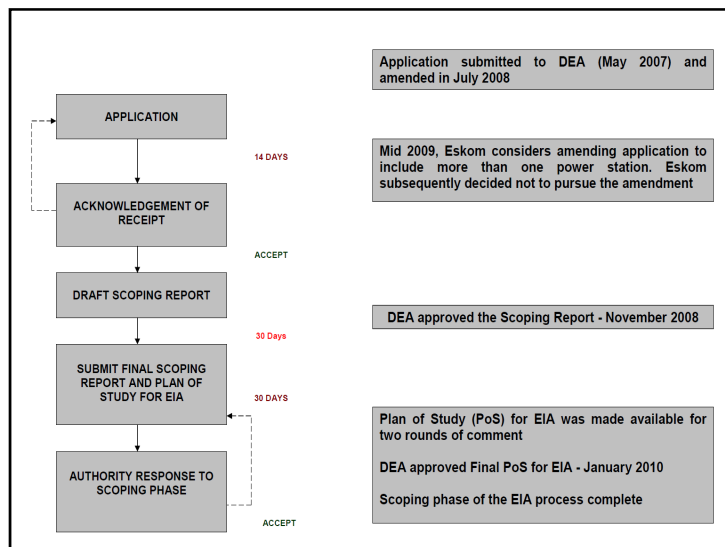 APPLICATION
14 DAYS
ACKNOWLEDGEMENT OF
RECEIPT
ACCEPT
DRAFT SCOPING REPORT
30 Days
SUBMIT FINAL SCOPING
REPORT AND PLAN OF
STUDY FOR EIA
30 DAYS
AUTHORITY RESPONSE TO
SCOPING PHASE
ACCEPT
Application submitted to DEA (May 2007) and
amended in July 2008
Mid 2009, Eskom considers amending application to
include more than one power station. Eskom
subsequently decided not to pursue the amendment
DEA approved the Scoping Report - November 2008
Plan of Study (PoS) for EIA was made available for
two rounds of comment
DEA approved Final PoS for EIA - January 2010
Scoping phase of the EIA process complete